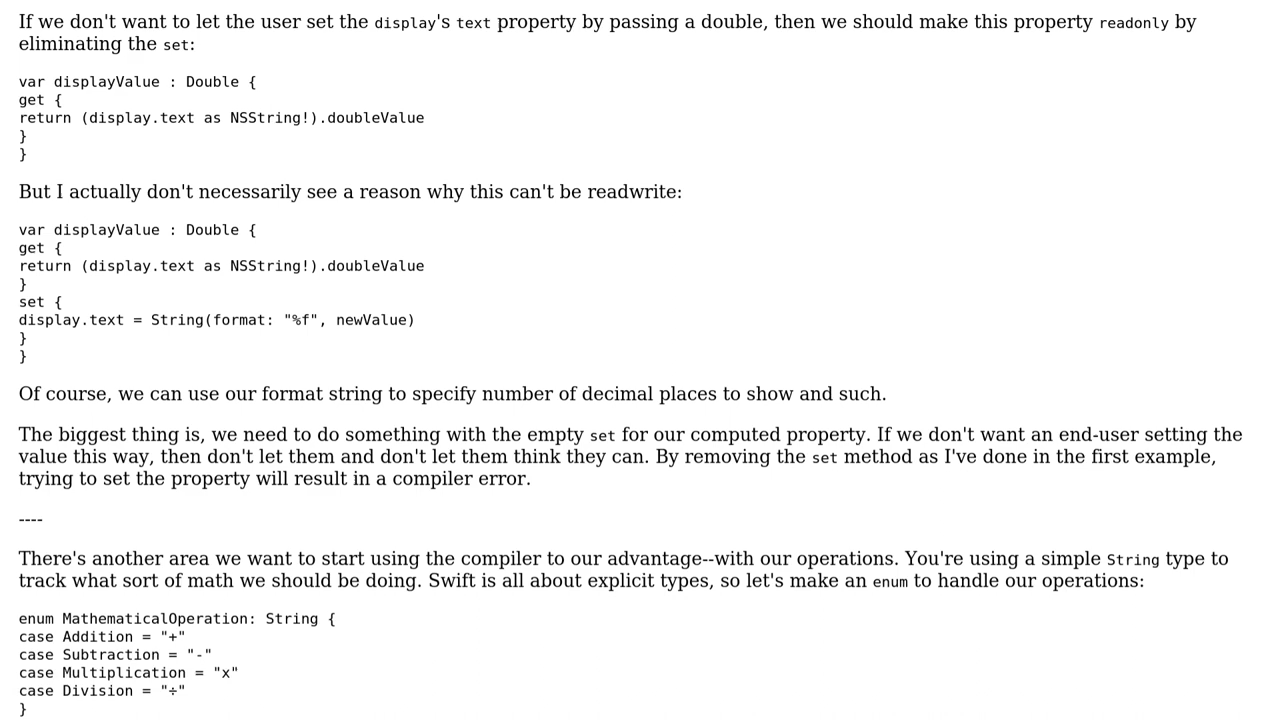 If we don't want to let the user set the display's text property by passing a double, then we should make this property readonly by
eliminating the set:
var displayValue : Double {
get {
return (display.text as NSString!).doubleValue
}
}
But I actually don't necessarily see a reason why this can't be readwrite:
var displayValue : Double {
get {
return (display.text as NSString!).doubleValue
}
set {
display.text = String(format: "%f", newValue)
}
}
Of course, we can use our format string to specify number of decimal places to show and such.
The biggest thing is, we need to do something with the empty set for our computed property. If we don't want an end-user setting the
value this way, then don't let them and don't let them think they can. By removing the set method as I've done in the first example,
trying to set the property will result in a compiler error.
----
There's another area we want to start using the compiler to our advantage--with our operations. You're using a simple String type to
track what sort of math we should be doing. Swift is all about explicit types, so let's make an enum to handle our operations:
enum MathematicalOperation: String {
case Addition = "+"
case Subtraction = "-"
case Multiplication = "x"
case Division = "÷"
}